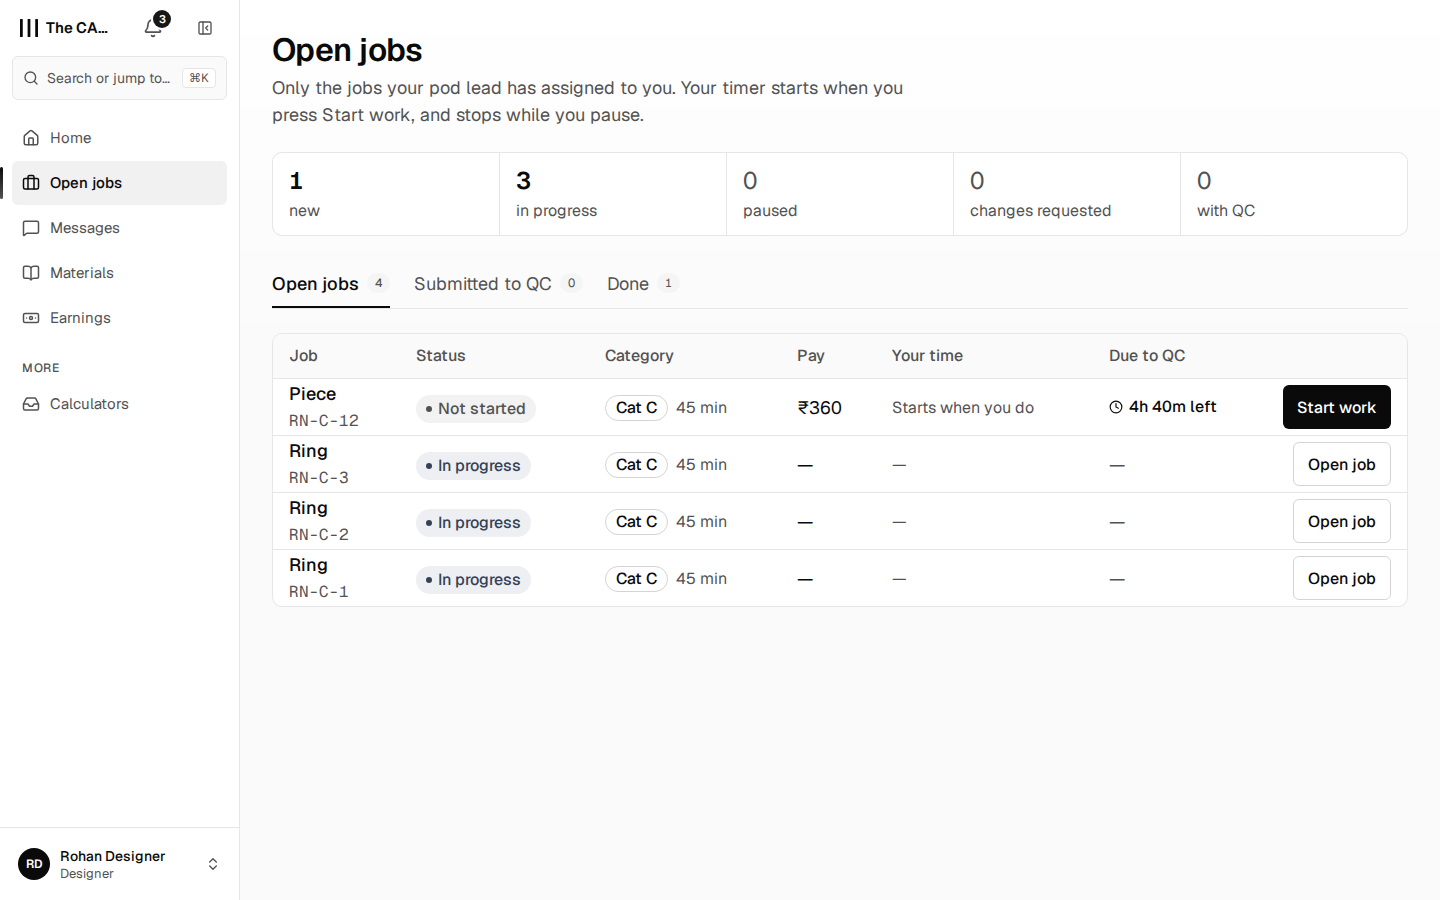 The CA...
3
Search or jump to... ⌘K
Home
Open jobs
Messages
Materials
Earnings
MORE
Calculators
RD
Rohan Designer
Designer
Open jobs
Only the jobs your pod lead has assigned to you. Your timer starts when you
press Start work, and stops while you pause.
1
new
3
in progress
0
paused
0
changes requested
0
with QC
Open jobs 4 Submitted to QC 0 Done 1
Job Status Category Pay Your time Due to QC
Piece
RN-C-12
Not started Cat C 45 min ₹360 Starts when you do 4h 40m left Start work
Ring
RN-C-3
In progress Cat C 45 min — — — Open job
Ring
RN-C-2
In progress Cat C 45 min — — — Open job
Ring
RN-C-1
In progress Cat C 45 min — — — Open job